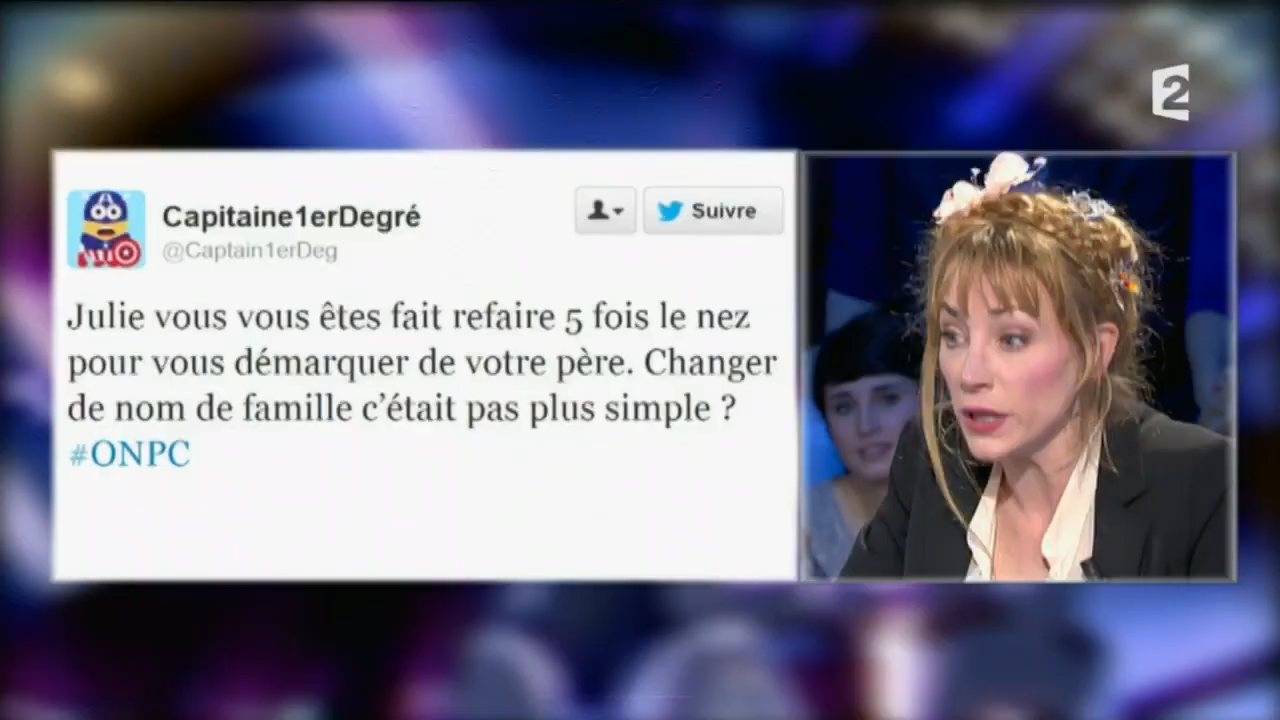 2
Capitaine1erDegré
Suivre
@Captain1erDeg
Julie vous vous êtes fait refaire 5 fois le nez
pour vous démarquer de votre père. Changer
de nom de famille c’était pas plus simple ?
#ONPC